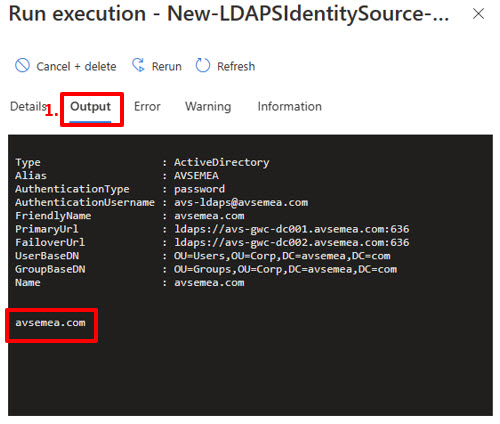 Run execution - New-LDAPSIdentitySource-...
Cancel + delete Rerun Refresh
Details 1. Output Error Warning Information
Type : ActiveDirectory
Alias : AVSEMEA
AuthenticationType : password
AuthenticationUsername : avs-ldaps@avsemea.com
FriendlyName : avsemea.com
PrimaryUrl : ldaps://avs-gwc-dc001.avsemea.com:636
FailoverUrl : ldaps://avs-gwc-dc002.avsemea.com:636
UserBaseDN : OU=Users,OU=Corp,DC=avsemea,DC=com
GroupBaseDN : OU=Groups,OU=Corp,DC=avsemea,DC=com
Name : avsemea.com
avsemea.com